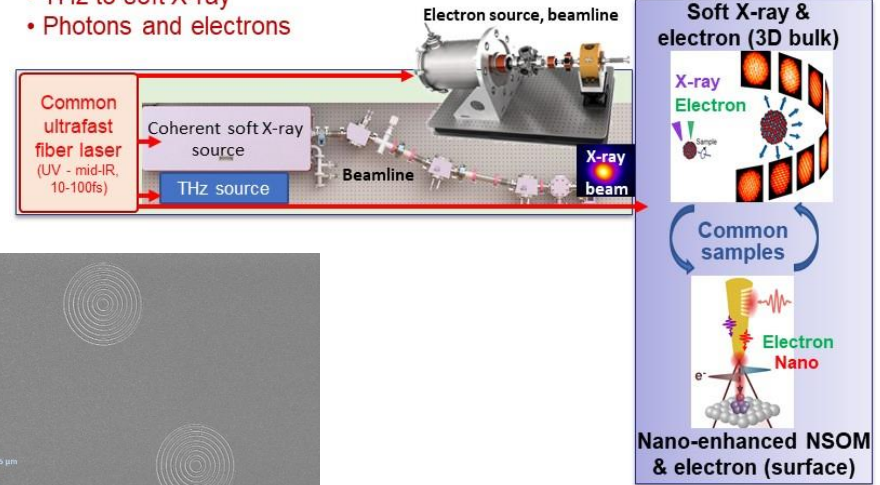 THz to soft X-ray
• Photons and electrons
Electron source, beamline
Common
ultrafast
fiber laser
(UV - mid-IR,
10-100fs)
Coherent soft X-ray
source
THz source
Beamline
X-ray
beam
Soft X-ray &
electron (3D bulk)
X-ray
Electron
Sample
Common
samples
Electron
Nano
e-
Nano-enhanced NSOM
& electron (surface)
µm